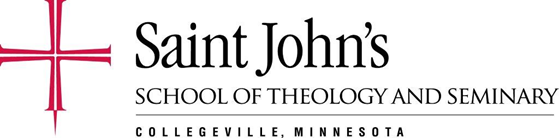 Saint John's
SCHOOL OF THEOLOGY AND SEMINARY
COLLEGEVILLE, MINNESOTA